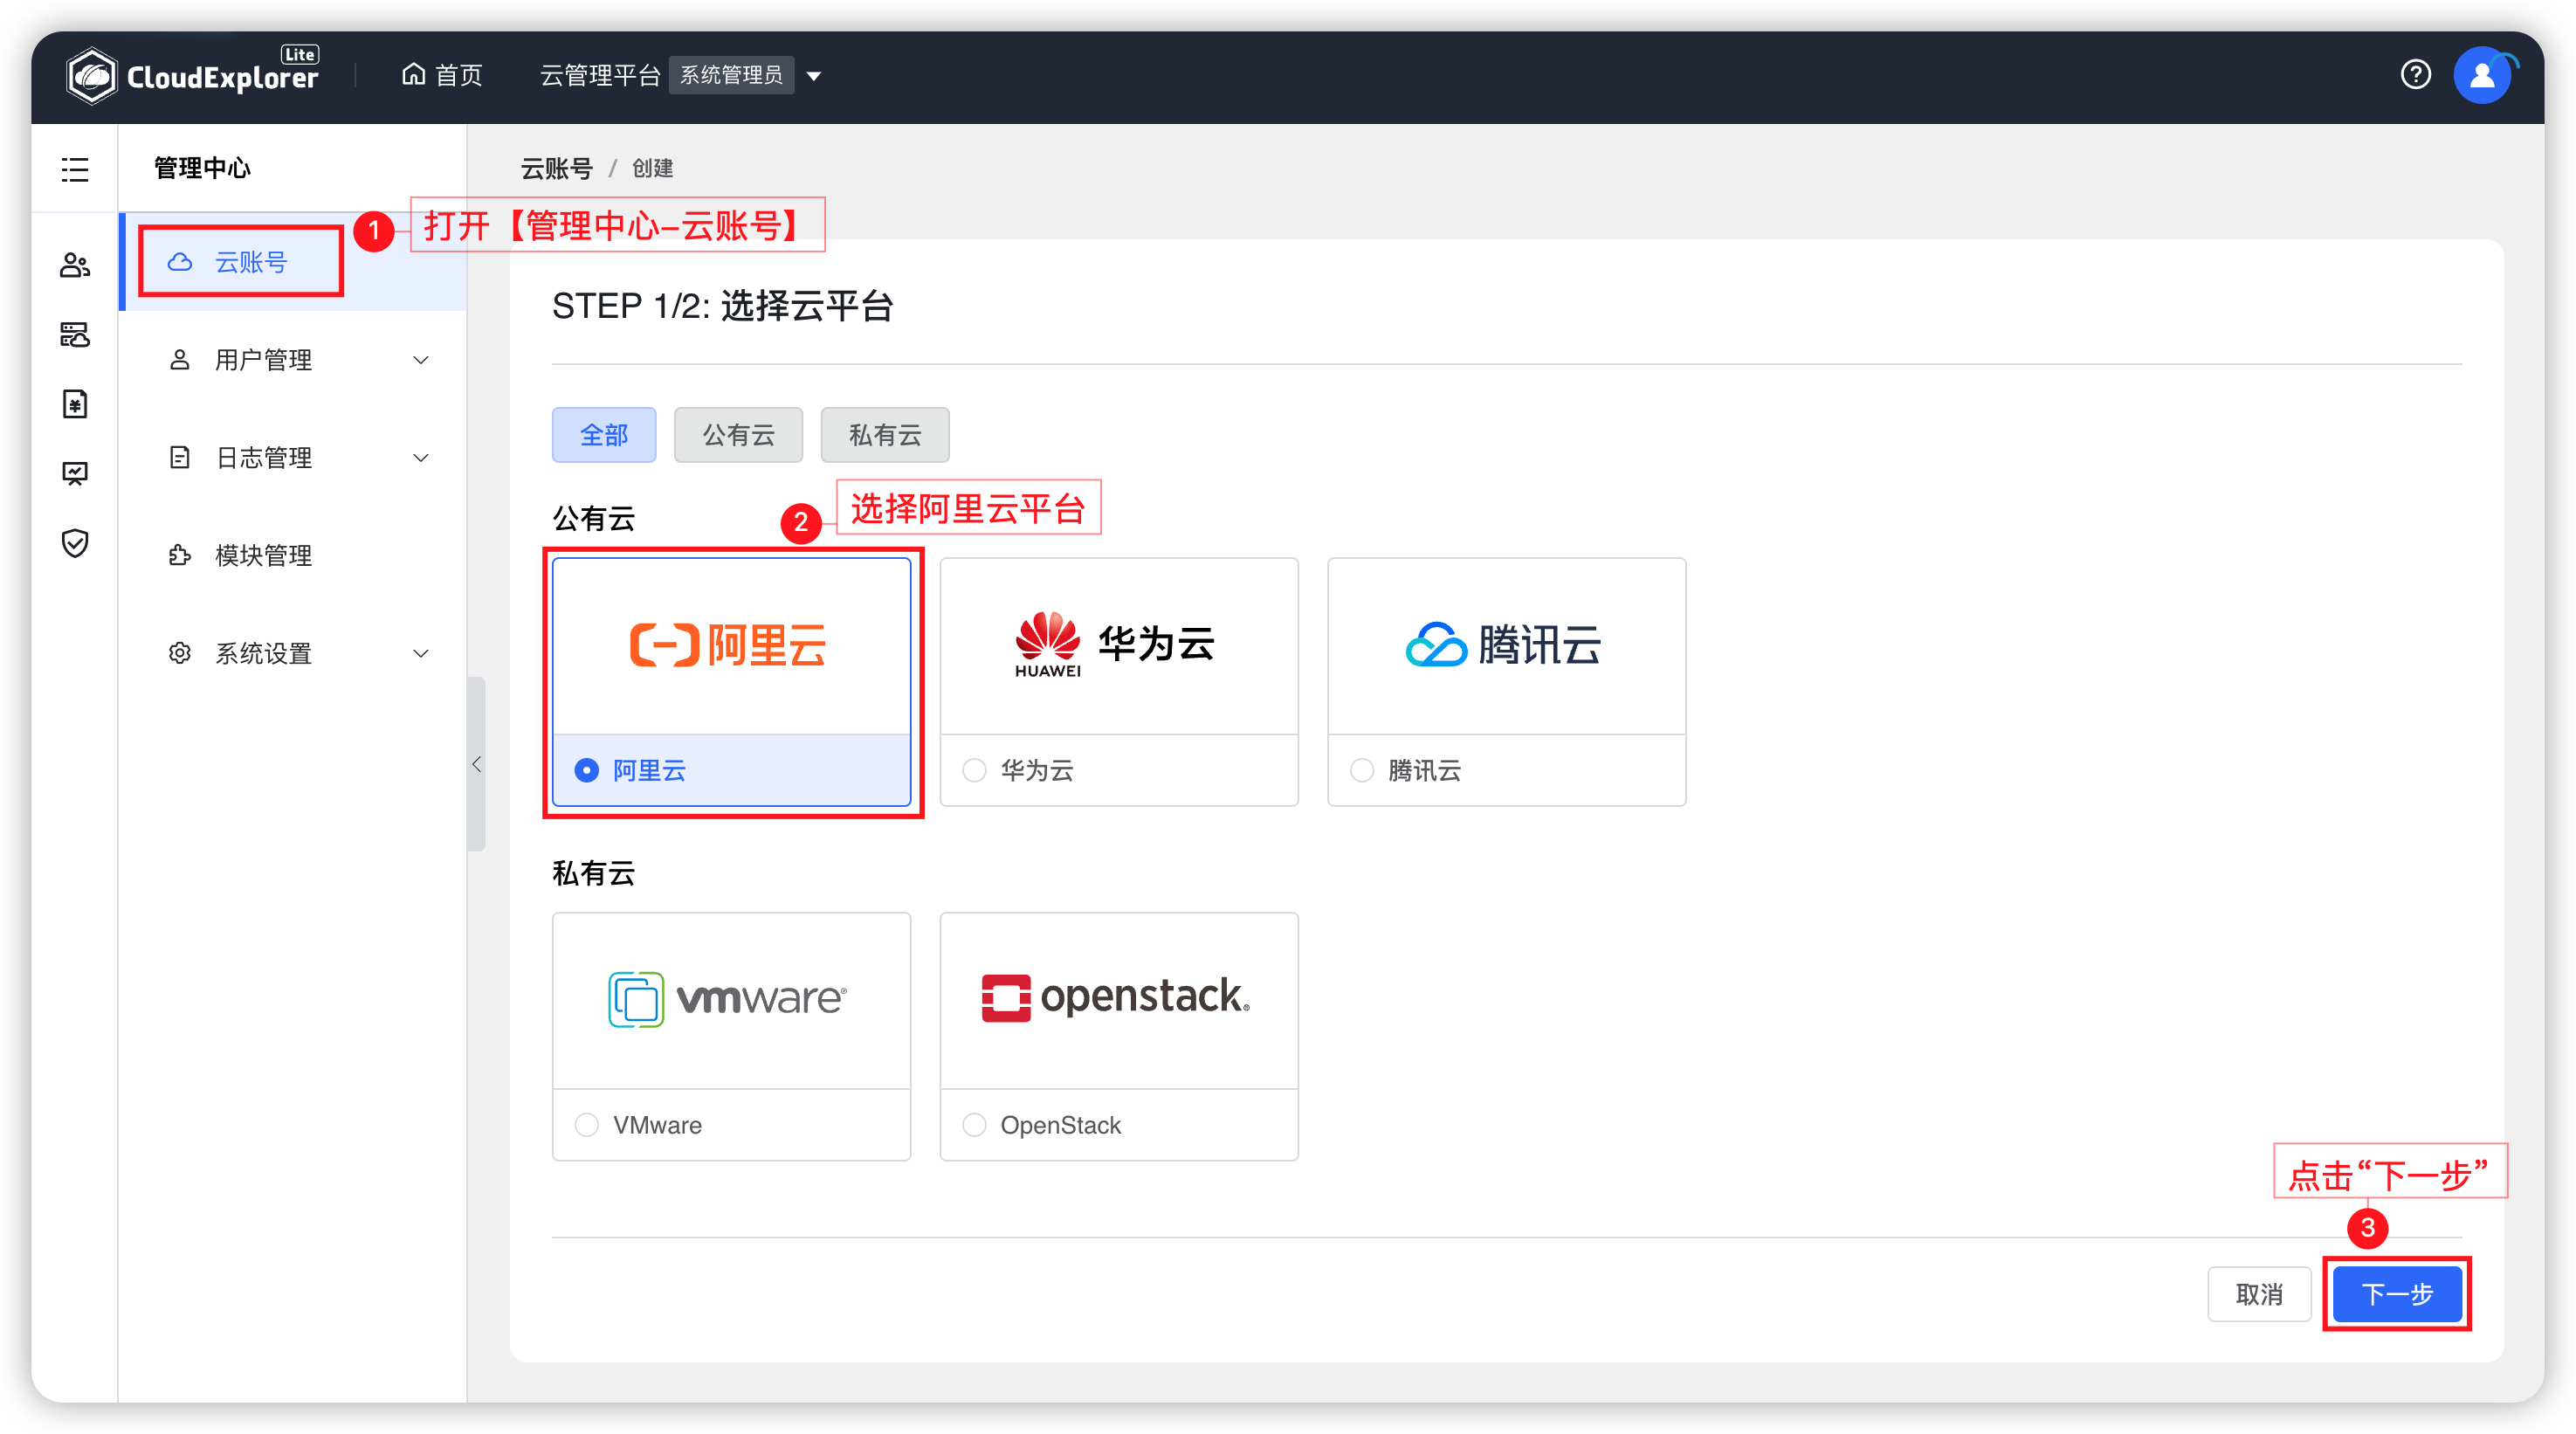 CloudExplorer Lite
首页
云管理平台 系统管理员
管理中心
云账号 / 创建
1 打开【管理中心-云账号】
云账号
用户管理
日志管理
模块管理
系统设置
STEP 1/2: 选择云平台
全部 公有云 私有云
公有云
2 选择阿里云平台
阿里云
HUAWEI 华为云
腾讯云
阿里云
华为云
腾讯云
私有云
vmware®
openstack®
VMware
OpenStack
点击“下一步”
3
取消 下一步